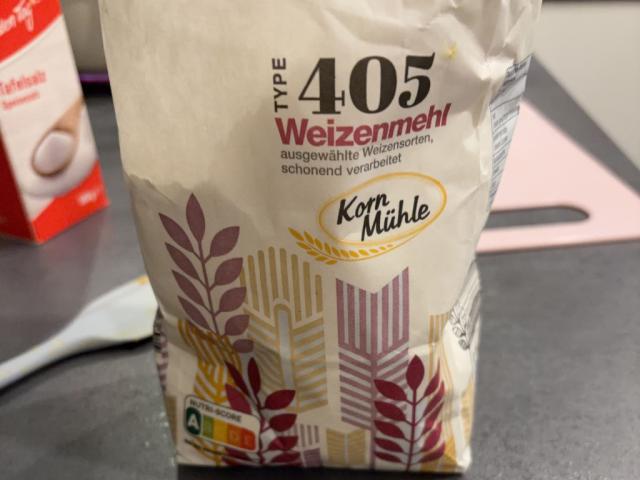 Tafelsalz
TYPE
405
Weizenmehl
ausgewählte Weizensorten,
schonend verarbeitet
Korn
Mühle
NUTRI-SCORE
A